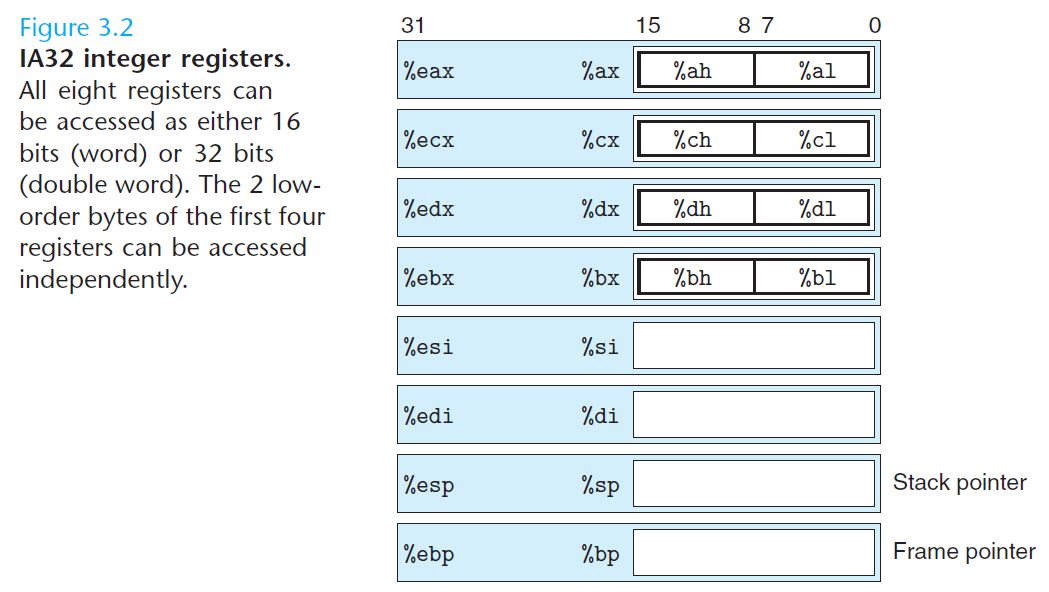 Figure 3.2
IA32 integer registers.
All eight registers can
be accessed as either 16
bits (word) or 32 bits
(double word). The 2 low-
order bytes of the first four
registers can be accessed
independently.
31 15 8 7 0
%eax %ax %ah %al
%ecx %cx %ch %cl
%edx %dx %dh %dl
%ebx %bx %bh %bl
%esi %si
%edi %di
%esp %sp Stack pointer
%ebp %bp Frame pointer